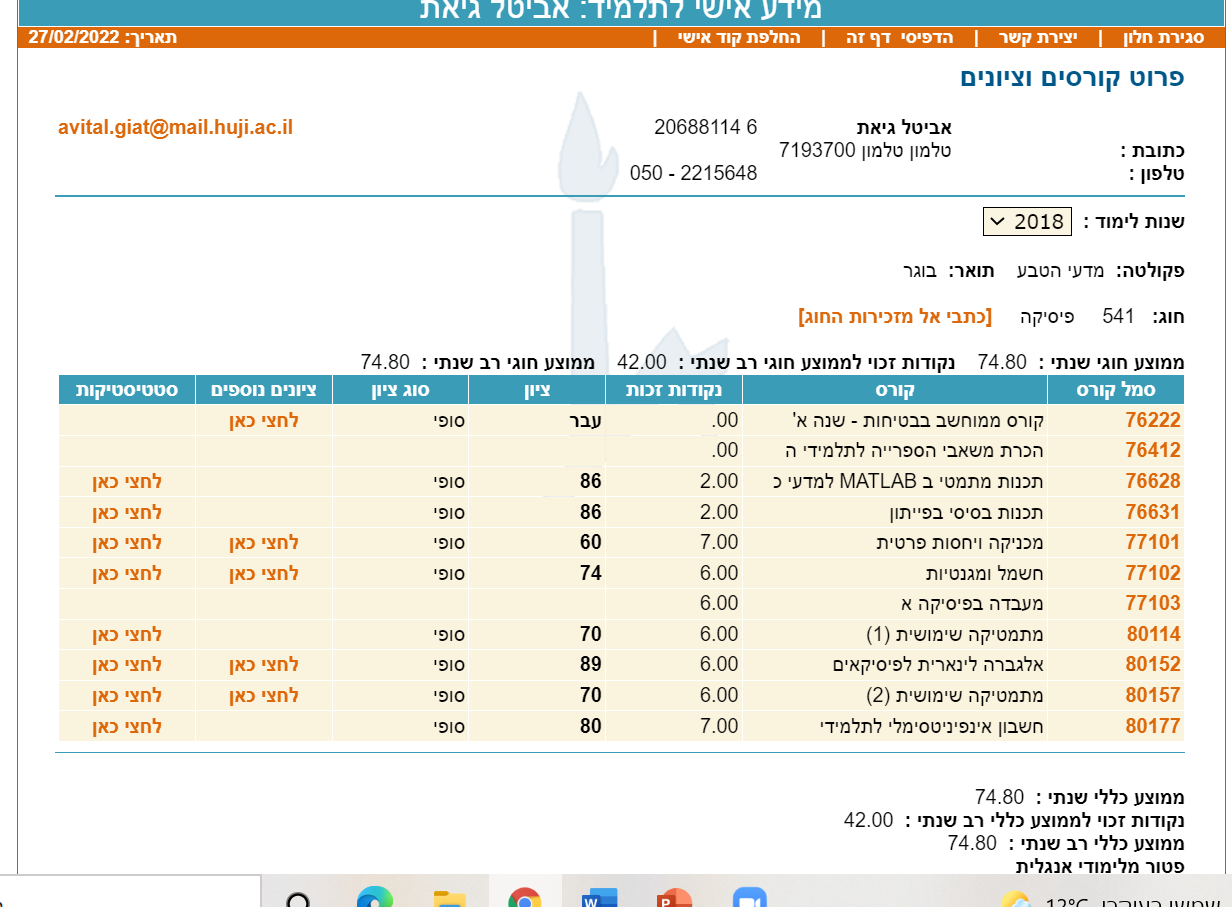 מידע אישי לתלמיד: אביטל גיאת
סגירת חלון | יצירת קשר | הדפיסי דף זה | החלפת קוד אישי | תאריך: 27/02/2022
פרוט קורסים וציונים
אביטל גיאת 20688114 6 avital.giat@mail.huji.ac.il
כתובת : טלמון טלמון 7193700
טלפון : 050 - 2215648
שנות לימוד : 2018
פקולטה: מדעי הטבע תואר: בוגר
חוג: 541 פיסיקה [כתבי אל מזכירות החוג]
ממוצע חוגי שנתי : 74.80 נקודות זכוי לממוצע חוגי רב שנתי : 42.00 ממוצע חוגי רב שנתי : 74.80
סמל קורס קורס נקודות זכות ציון סוג ציון ציונים נוספים סטטיסטיקות
76222 קורס ממוחשב בבטיחות - שנה א' .00 עבר סופי לחצי כאן
76412 הכרת משאבי הספרייה לתלמידי ה .00
76628 תכנות מתמטי ב MATLAB למדעי כ 2.00 86 סופי לחצי כאן
76631 תכנות בסיסי בפייתון 2.00 86 סופי לחצי כאן
77101 מכניקה ויחסות פרטית 7.00 60 סופי לחצי כאן לחצי כאן
77102 חשמל ומגנטיות 6.00 74 סופי לחצי כאן לחצי כאן
77103 מעבדה בפיסיקה א 6.00
80114 מתמטיקה שימושית (1) 6.00 70 סופי לחצי כאן
80152 אלגברה לינארית לפיסיקאים 6.00 89 סופי לחצי כאן לחצי כאן
80157 מתמטיקה שימושית (2) 6.00 70 סופי לחצי כאן לחצי כאן
80177 חשבון אינפיניטסימלי לתלמידי 7.00 80 סופי לחצי כאן
ממוצע כללי שנתי : 74.80
נקודות זכוי לממוצע כללי רב שנתי : 42.00
ממוצע כללי רב שנתי : 74.80
פטור מלימודי אנגלית
12°C